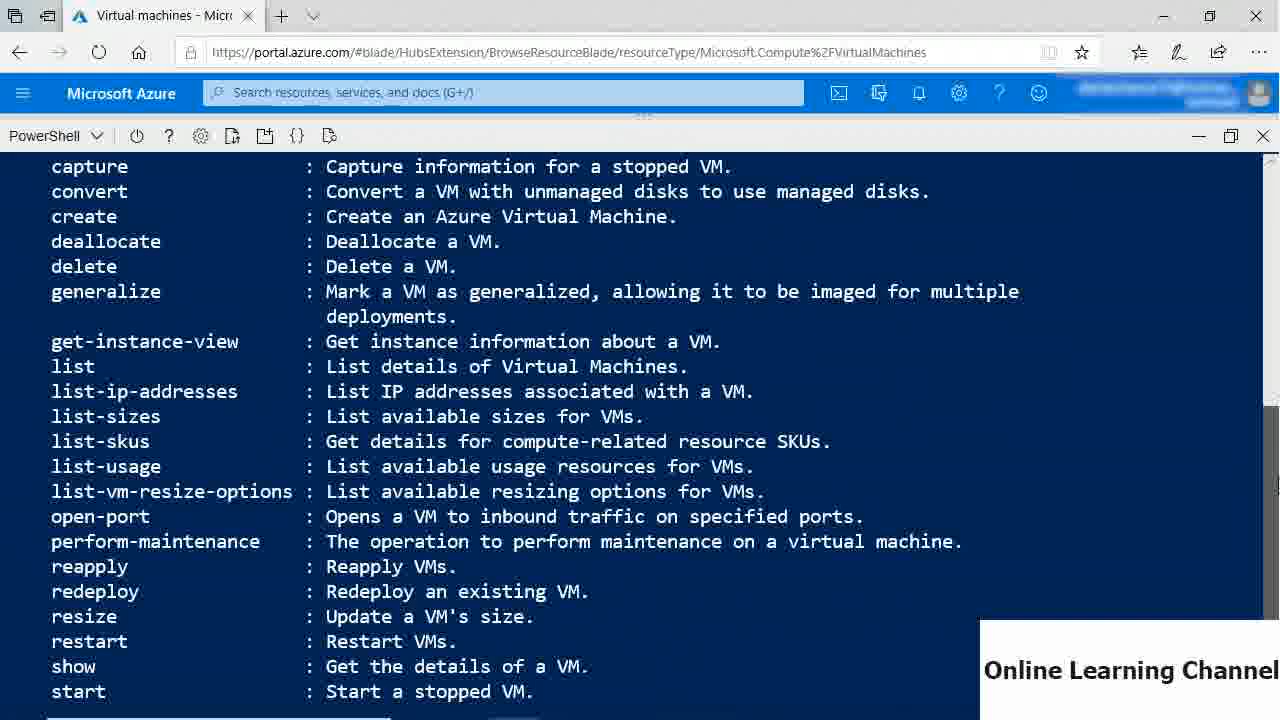 Virtual machines - Micr
https://portal.azure.com/#blade/HubsExtension/BrowseResourceBlade/resourceType/Microsoft.Compute%2FVirtualMachines
Microsoft Azure
Search resources, services, and docs (G+/)
PowerShell
capture : Capture information for a stopped VM.
convert : Convert a VM with unmanaged disks to use managed disks.
create : Create an Azure Virtual Machine.
deallocate : Deallocate a VM.
delete : Delete a VM.
generalize : Mark a VM as generalized, allowing it to be imaged for multiple
deployments.
get-instance-view : Get instance information about a VM.
list : List details of Virtual Machines.
list-ip-addresses : List IP addresses associated with a VM.
list-sizes : List available sizes for VMs.
list-skus : Get details for compute-related resource SKUs.
list-usage : List available usage resources for VMs.
list-vm-resize-options : List available resizing options for VMs.
open-port : Opens a VM to inbound traffic on specified ports.
perform-maintenance : The operation to perform maintenance on a virtual machine.
reapply : Reapply VMs.
redeploy : Redeploy an existing VM.
resize : Update a VM's size.
restart : Restart VMs.
show : Get the details of a VM.
start : Start a stopped VM.
Online Learning Channel